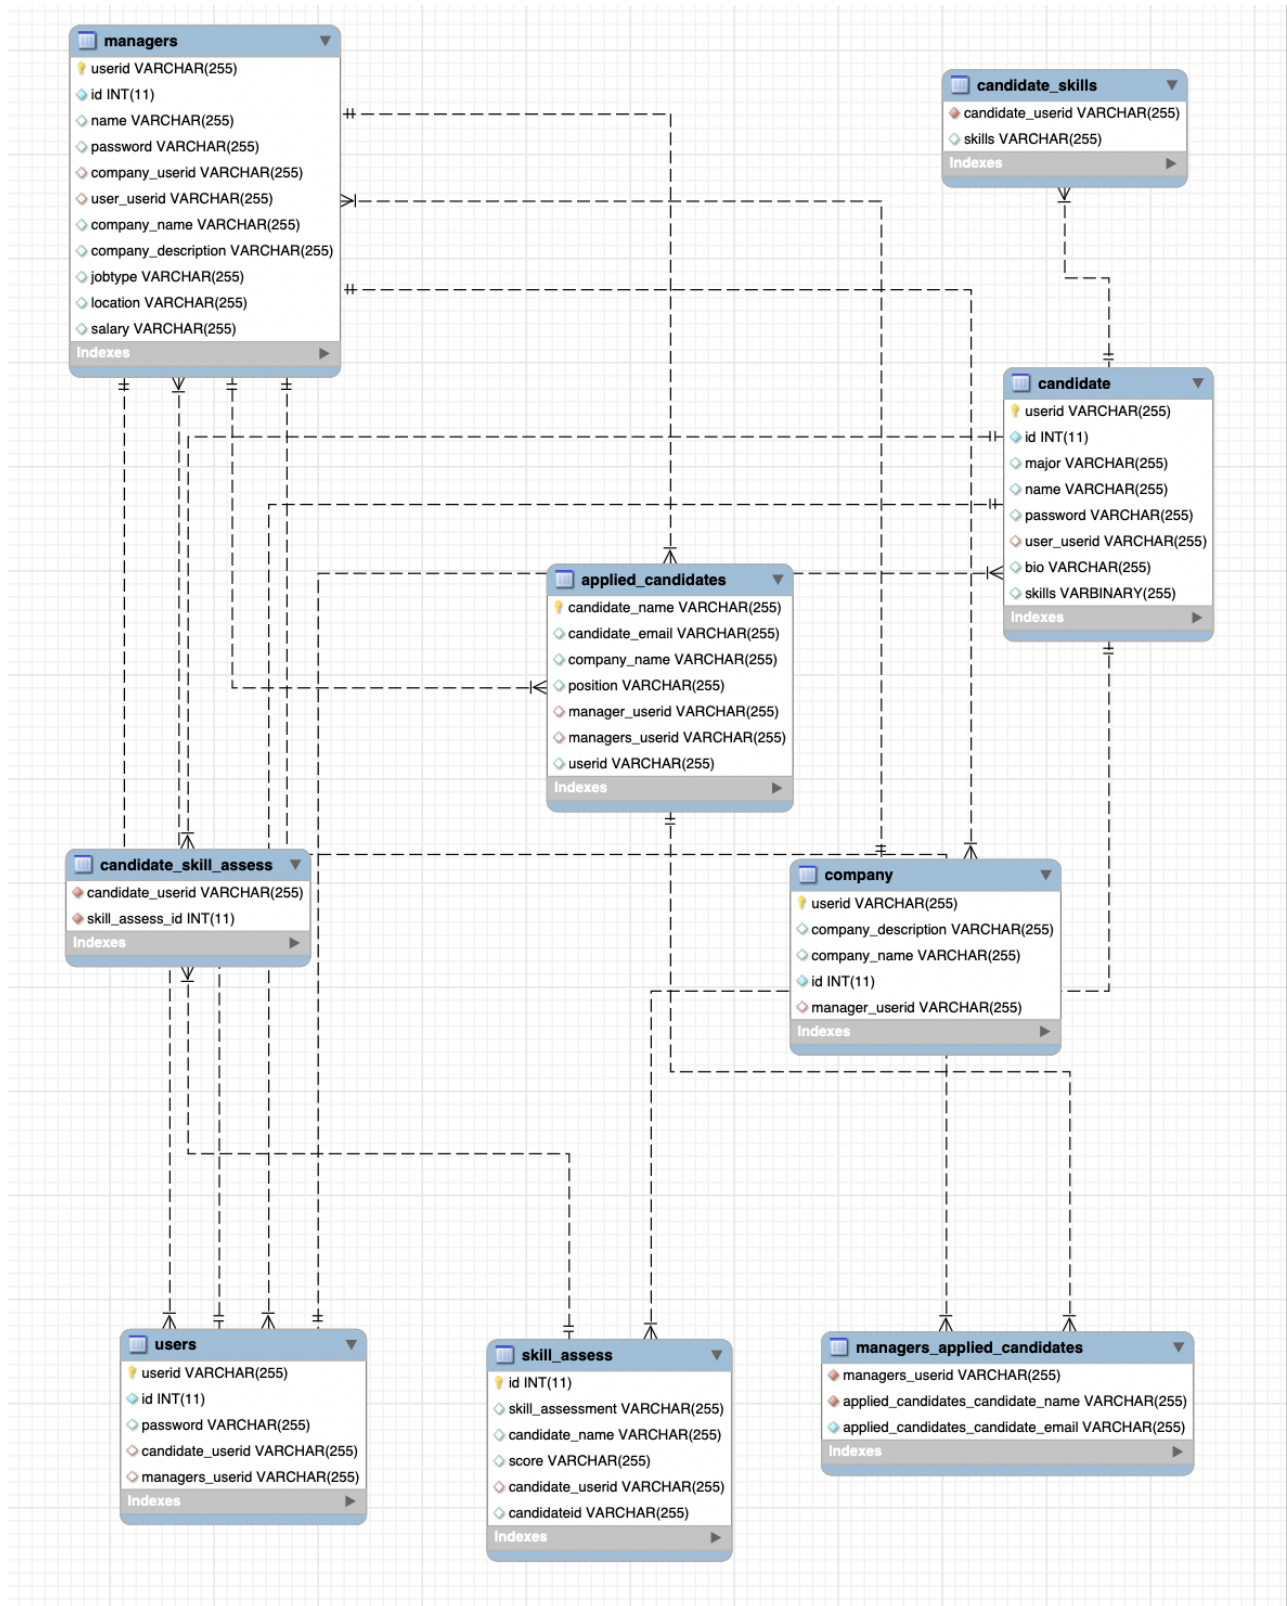 managers
userid VARCHAR(255)
id INT(11)
name VARCHAR(255)
password VARCHAR(255)
company_userid VARCHAR(255)
user_userid VARCHAR(255)
company_name VARCHAR(255)
company_description VARCHAR(255)
jobtype VARCHAR(255)
location VARCHAR(255)
salary VARCHAR(255)
Indexes
candidate_skills
candidate_userid VARCHAR(255)
skills VARCHAR(255)
Indexes
candidate
userid VARCHAR(255)
id INT(11)
major VARCHAR(255)
name VARCHAR(255)
password VARCHAR(255)
user_userid VARCHAR(255)
bio VARCHAR(255)
skills VARBINARY(255)
Indexes
applied_candidates
candidate_name VARCHAR(255)
candidate_email VARCHAR(255)
company_name VARCHAR(255)
position VARCHAR(255)
manager_userid VARCHAR(255)
managers_userid VARCHAR(255)
userid VARCHAR(255)
Indexes
candidate_skill_assess
candidate_userid VARCHAR(255)
skill_assess_id INT(11)
Indexes
company
userid VARCHAR(255)
company_description VARCHAR(255)
company_name VARCHAR(255)
id INT(11)
manager_userid VARCHAR(255)
Indexes
users
userid VARCHAR(255)
id INT(11)
password VARCHAR(255)
candidate_userid VARCHAR(255)
managers_userid VARCHAR(255)
Indexes
skill_assess
id INT(11)
skill_assessment VARCHAR(255)
candidate_name VARCHAR(255)
score VARCHAR(255)
candidate_userid VARCHAR(255)
candidateid VARCHAR(255)
Indexes
managers_applied_candidates
managers_userid VARCHAR(255)
applied_candidates_candidate_name VARCHAR(255)
applied_candidates_candidate_email VARCHAR(255)
Indexes